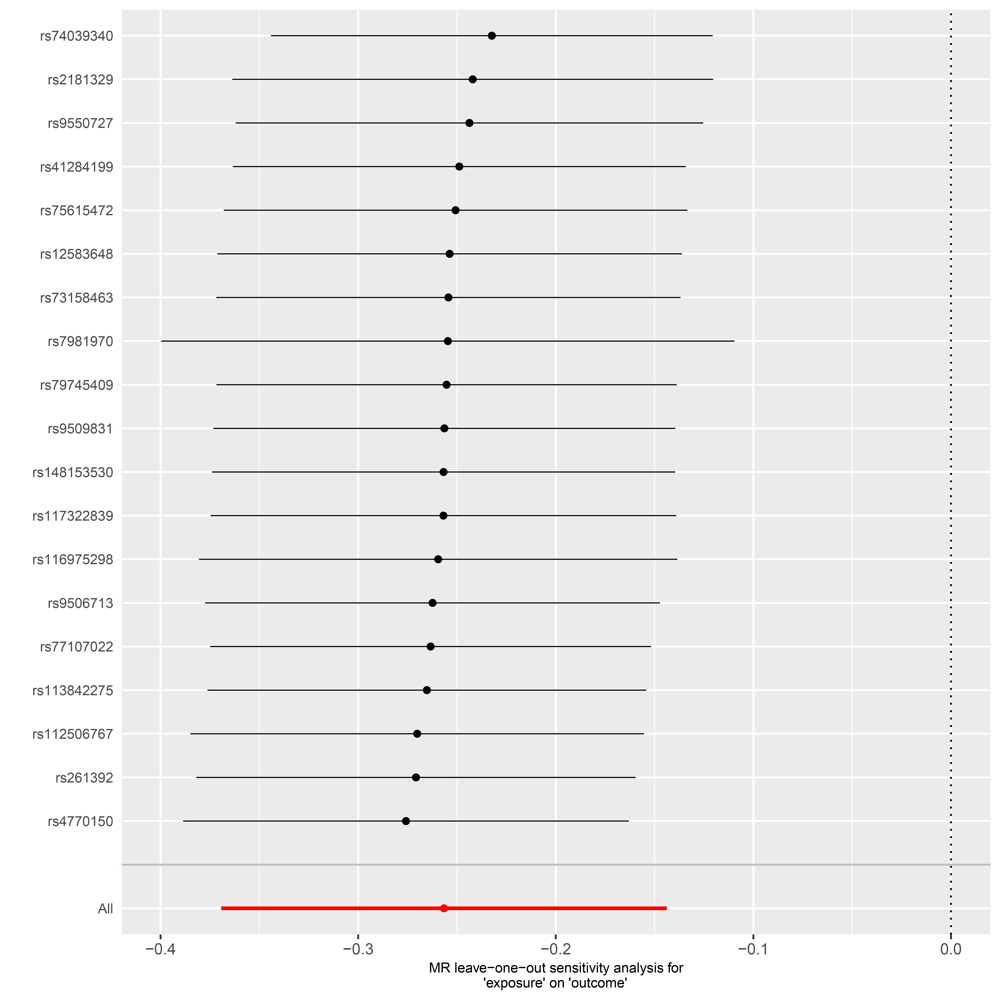 rs74039340
rs2181329
rs9550727
rs41284199
rs75615472
rs12583648
rs73158463
rs7981970
rs79745409
rs9509831
rs148153530
rs117322839
rs116975298
rs9506713
rs77107022
rs113842275
rs112506767
rs261392
rs4770150
All
−0.4 −0.3 −0.2 −0.1 0.0
MR leave−one−out sensitivity analysis for
'exposure' on 'outcome'